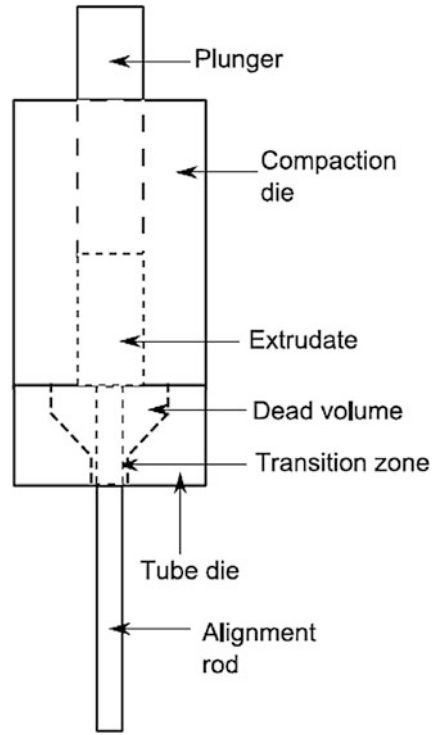 Plunger
Compaction
die
Extrudate
Dead volume
Transition zone
Tube die
Alignment
rod